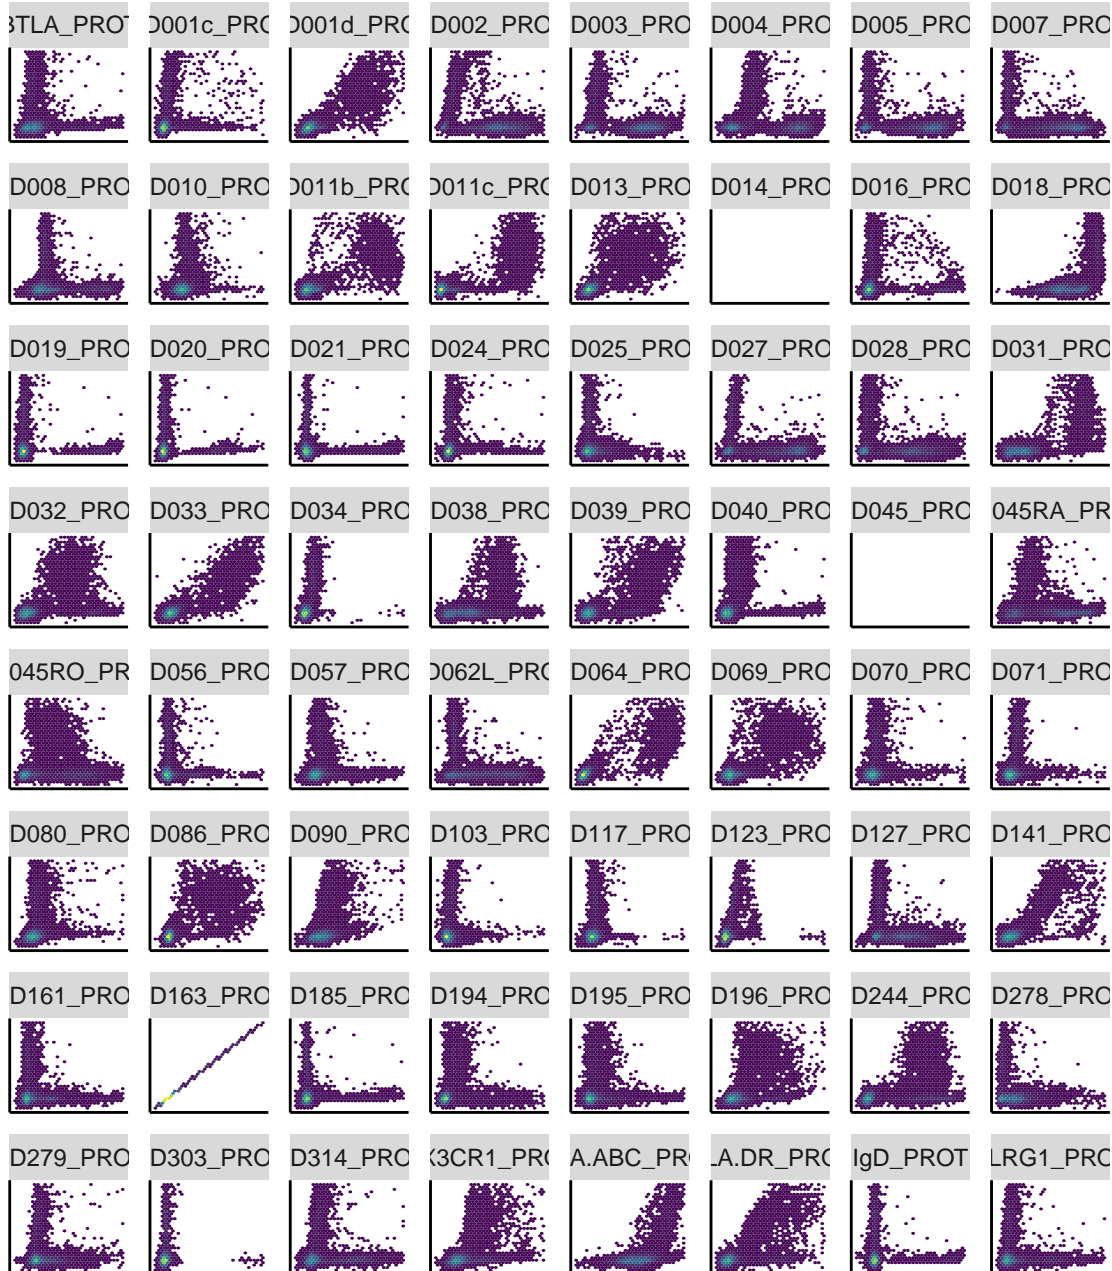 BTLA_PROT D001c_PRO D001d_PRO D002_PRO D003_PRO D004_PRO D005_PRO D007_PRO
D008_PRO D010_PRO D011b_PRO D011c_PRO D013_PRO D014_PRO D016_PRO D018_PRO
D019_PRO D020_PRO D021_PRO D024_PRO D025_PRO D027_PRO D028_PRO D031_PRO
D032_PRO D033_PRO D034_PRO D038_PRO D039_PRO D040_PRO D045_PRO 045RA_PR
045RO_PR D056_PRO D057_PRO D062L_PRO D064_PRO D069_PRO D070_PRO D071_PRO
D080_PRO D086_PRO D090_PRO D103_PRO D117_PRO D123_PRO D127_PRO D141_PRO
D161_PRO D163_PRO D185_PRO D194_PRO D195_PRO D196_PRO D244_PRO D278_PRO
D279_PRO D303_PRO D314_PRO X3CR1_PRO A.ABC_PRO LA.DR_PRO IgD_PROT LRG1_PRO